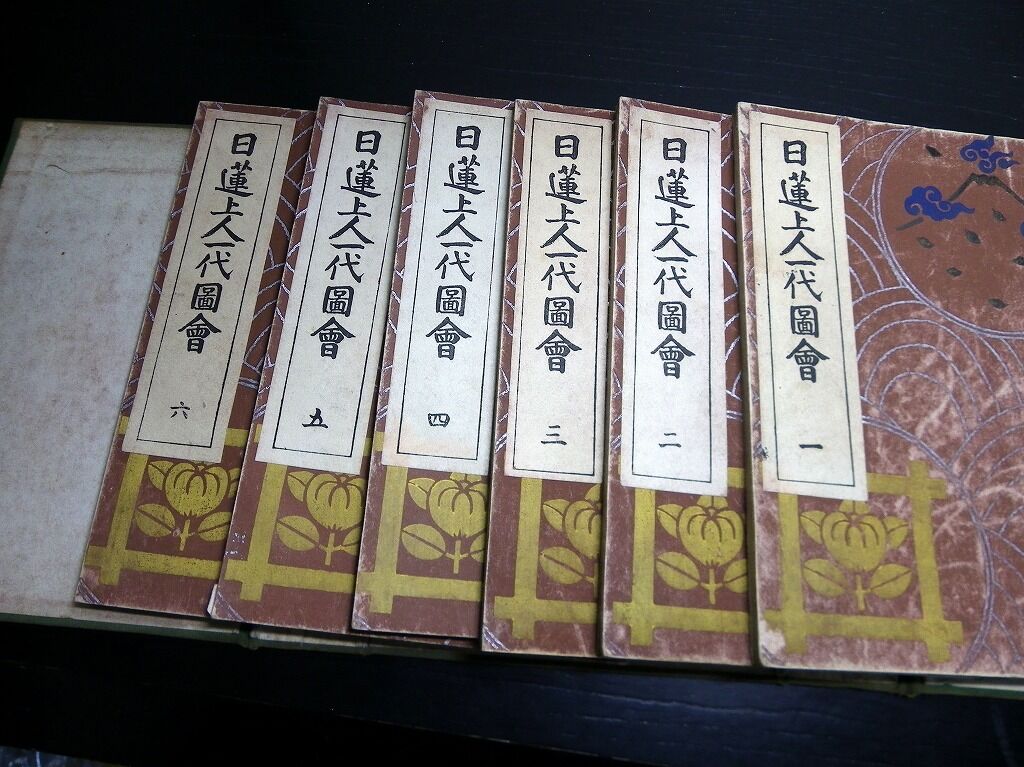 日蓮上人一代圖會 一
日蓮上人一代圖會 二
日蓮上人一代圖會 三
日蓮上人一代圖會 四
日蓮上人一代圖會 五
日蓮上人一代圖會 六